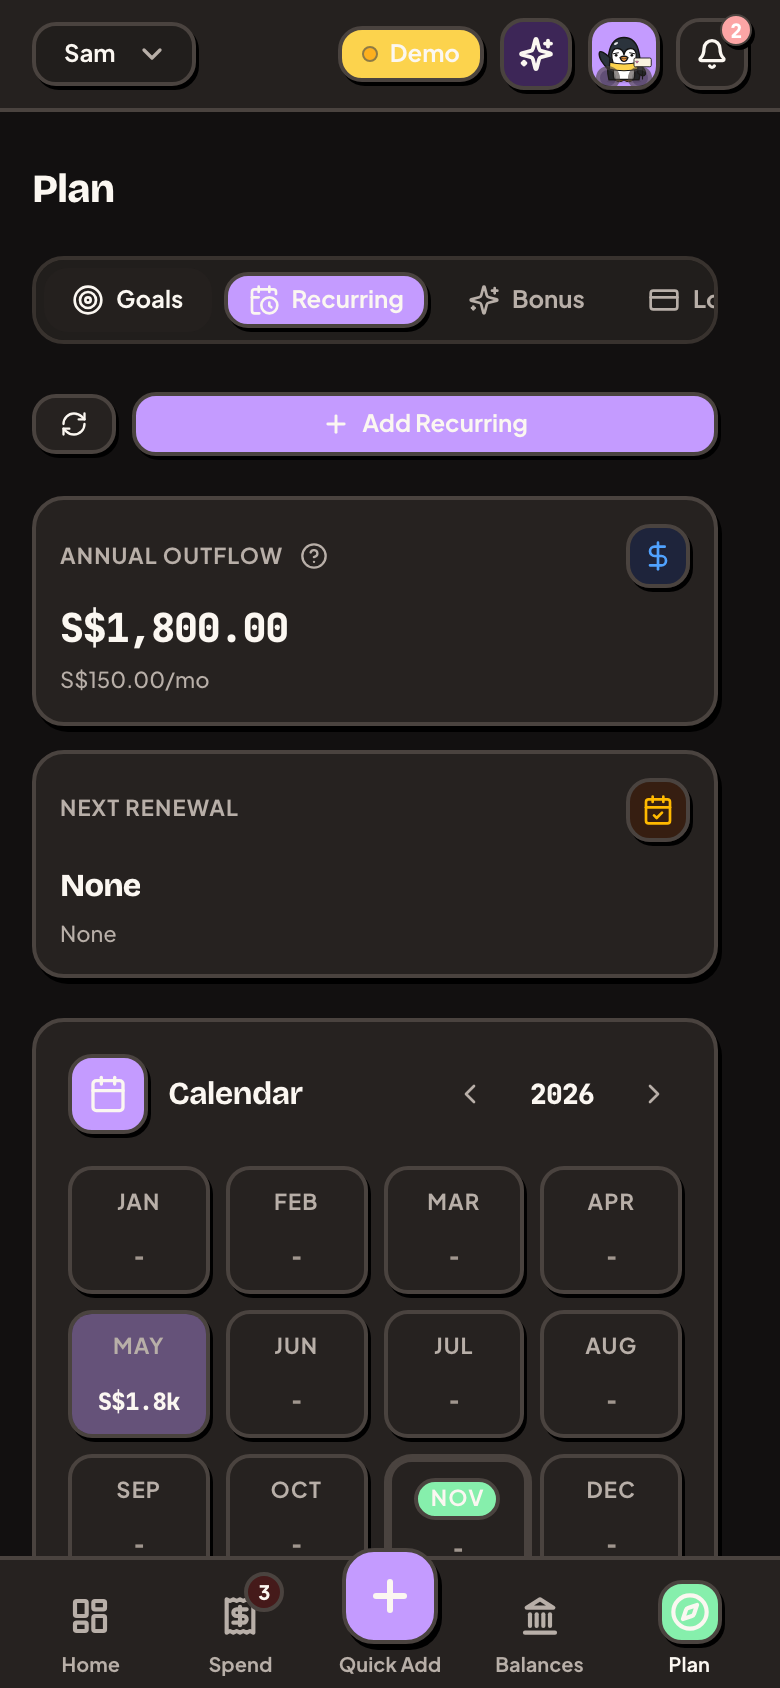 Sam
Demo
2
Plan
Goals
Recurring
Bonus
+ Add Recurring
ANNUAL OUTFLOW
S$1,800.00
S$150.00/mo
NEXT RENEWAL
None
None
Calendar
2026
JAN FEB MAR APR
- - - -
MAY JUN JUL AUG
S$1.8k - - -
SEP OCT NOV DEC
- - - -
3
Home Spend Quick Add Balances Plan